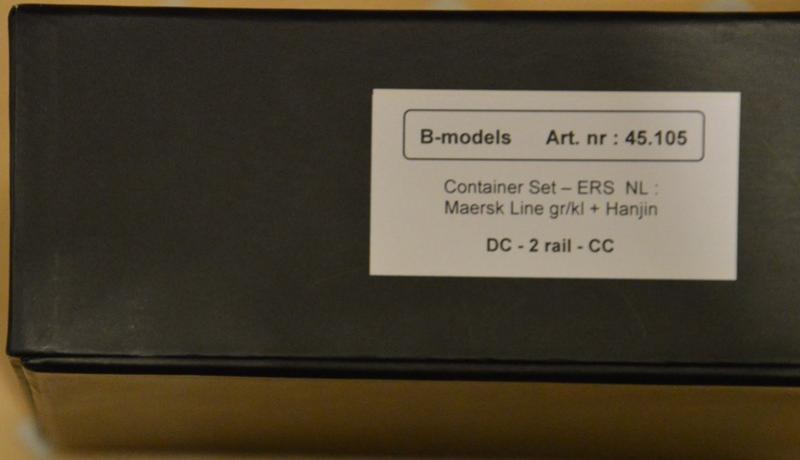 B-models Art. nr : 45.105
Container Set – ERS NL :
Maersk Line gr/kl + Hanjin
DC - 2 rail - CC